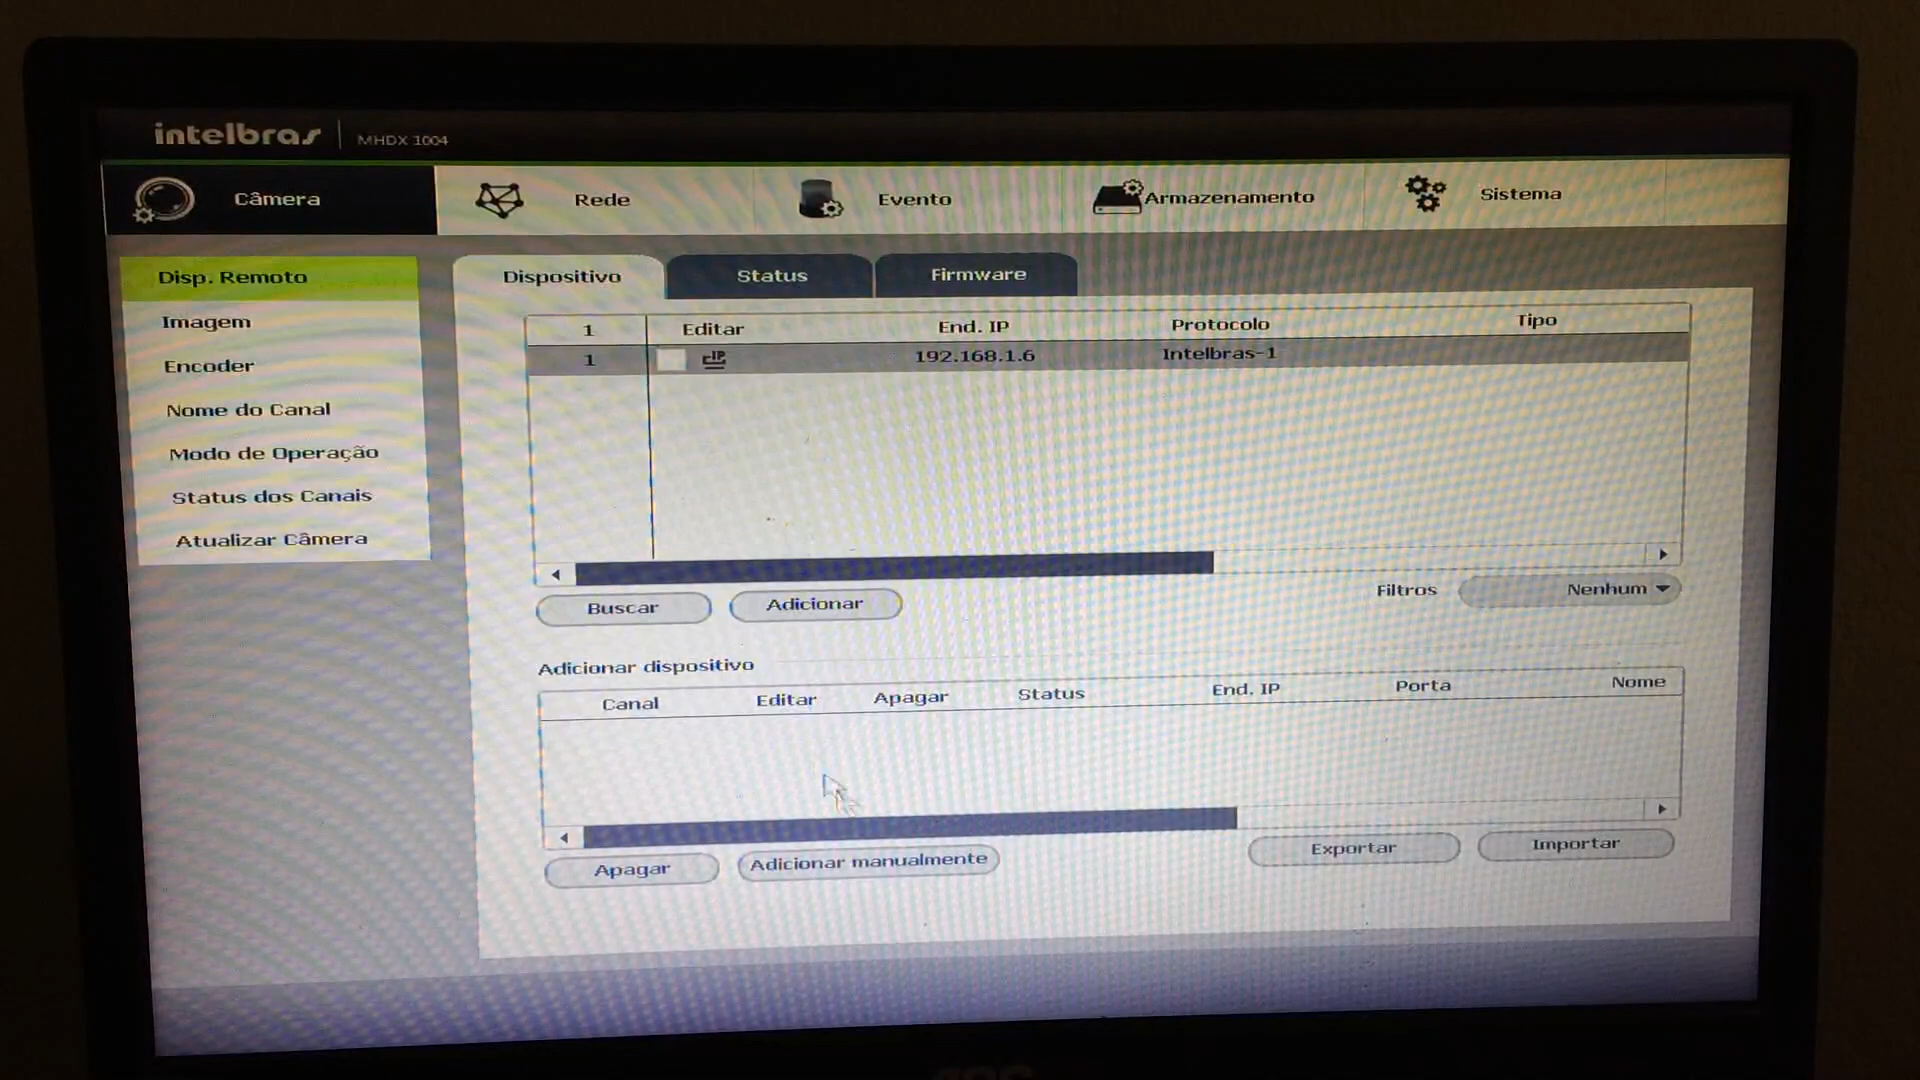 intelbras MHDX 1004
Câmera Rede Evento Armazenamento Sistema
Disp. Remoto
Imagem
Encoder
Nome do Canal
Modo de Operação
Status dos Canais
Atualizar Câmera
Dispositivo Status Firmware
1 Editar End. IP Protocolo Tipo
1 IP 192.168.1.6 Intelbras-1
Buscar Adicionar Filtros Nenhum
Adicionar dispositivo
Canal Editar Apagar Status End. IP Porta Nome
Apagar Adicionar manualmente Exportar Importar